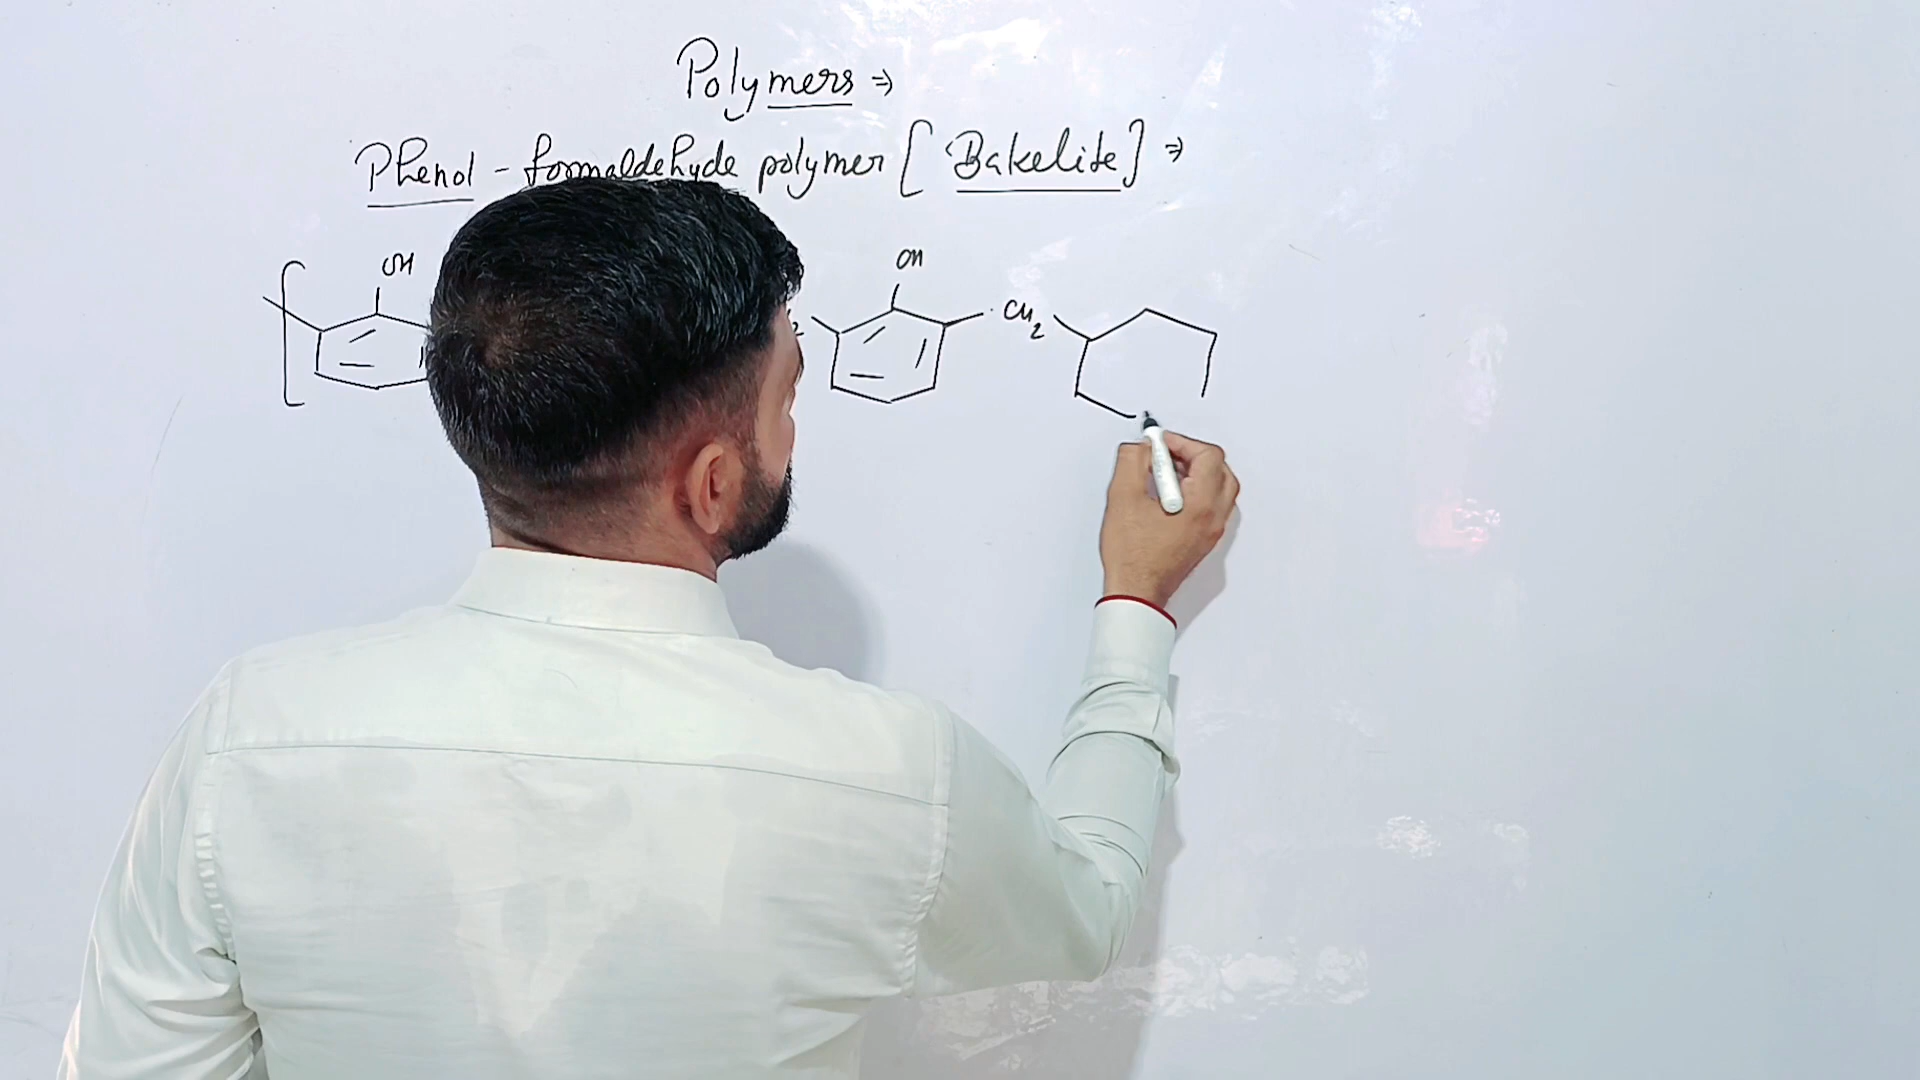 Polymers ⇒
Phenol - formaldehyde polymer [ Bakelite ] ⇒
OH OH
CH2